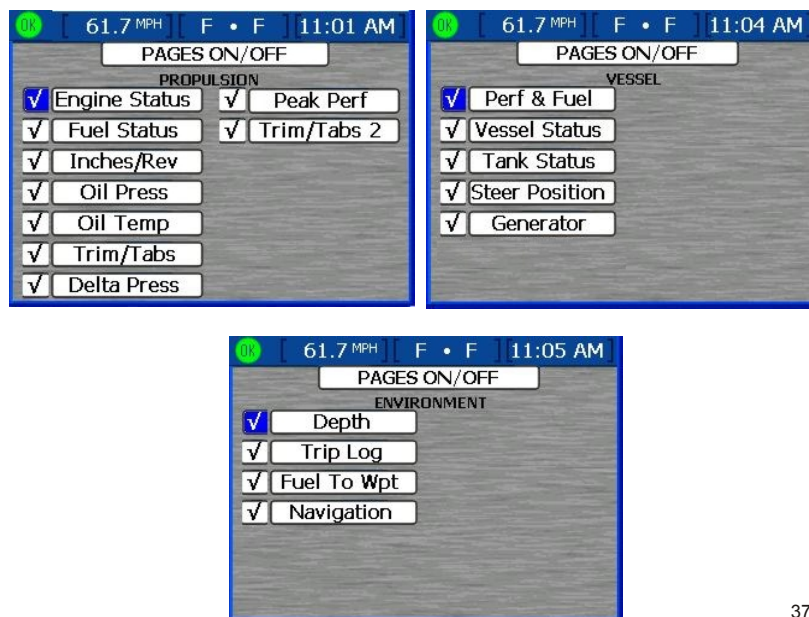 OK 61.7 MPH F • F 11:01 AM
PAGES ON/OFF
PROPULSION
√ Engine Status √ Peak Perf
√ Fuel Status √ Trim/Tabs 2
√ Inches/Rev
√ Oil Press
√ Oil Temp
√ Trim/Tabs
√ Delta Press
OK 61.7 MPH F • F 11:04 AM
PAGES ON/OFF
VESSEL
√ Perf & Fuel
√ Vessel Status
√ Tank Status
√ Steer Position
√ Generator
OK 61.7 MPH F • F 11:05 AM
PAGES ON/OFF
ENVIRONMENT
√ Depth
√ Trip Log
√ Fuel To Wpt
√ Navigation
37